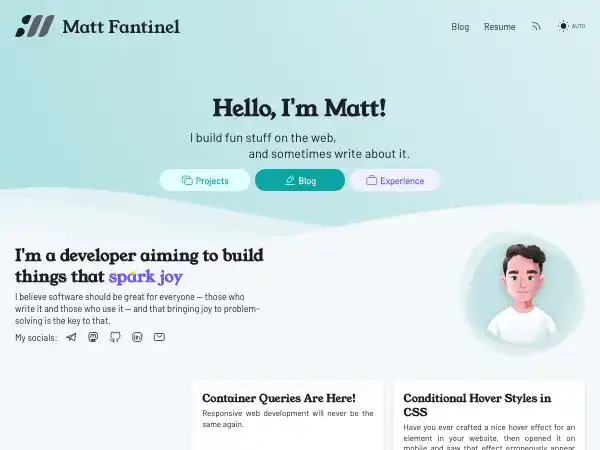 Matt Fantinel
Blog Resume AUTO
Hello, I'm Matt!
I build fun stuff on the web,
and sometimes write about it.
Projects Blog Experience
I'm a developer aiming to build
things that spark joy
I believe software should be great for everyone — those who
write it and those who use it — and that bringing joy to problem-
solving is the key to that.
My socials:
Container Queries Are Here!
Responsive web development will never be the
same again.
Conditional Hover Styles in
CSS
Have you ever crafted a nice hover effect for an
element in your website, then opened it on
mobile and saw that effect erroneously appear